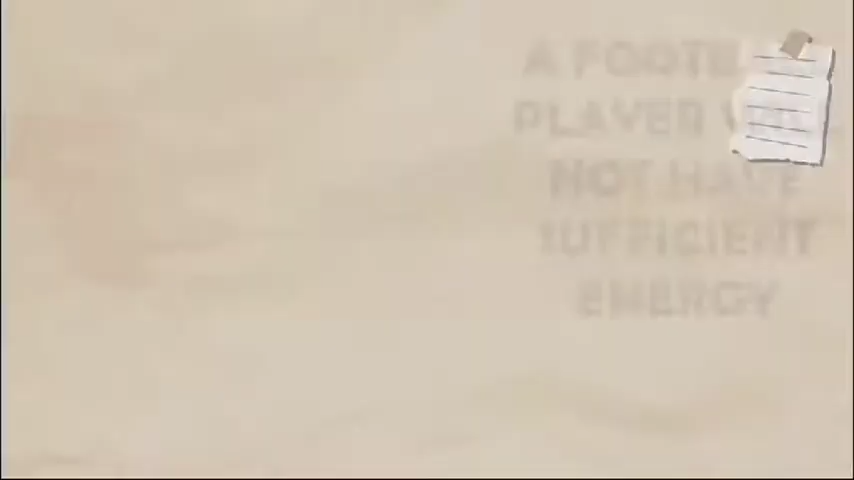 A
PLAYER
NOT HAVE
SUFFICIENT
ENERGY